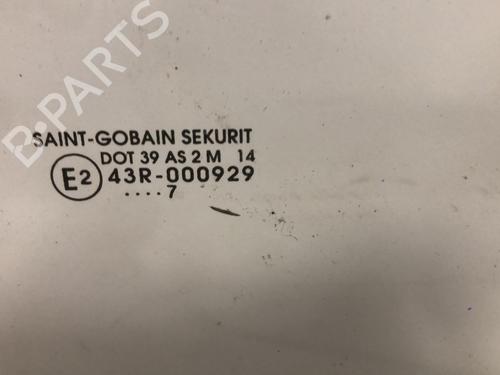 B-PARTS
SAINT-GOBAIN SEKURIT
DOT 39 AS 2 M 14
E2 43R-000929
....7